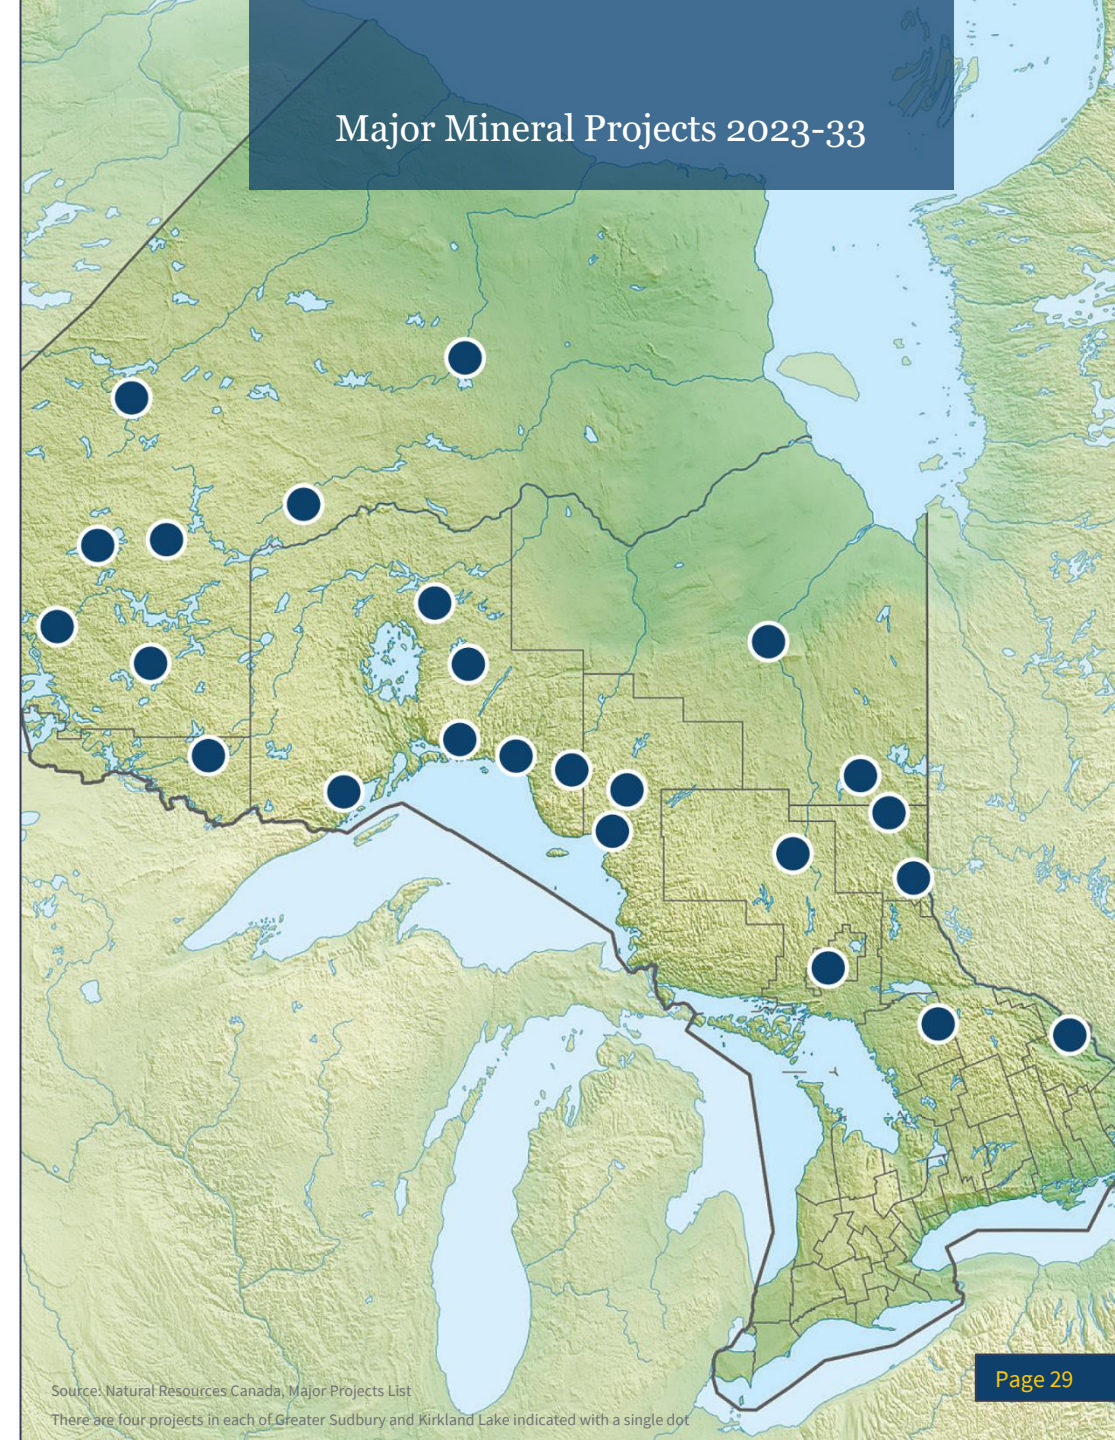 Major Mineral Projects 2023-33
Page 29
Source: Natural Resources Canada, Major Projects List
There are four projects in each of Greater Sudbury and Kirkland Lake indicated with a single dot